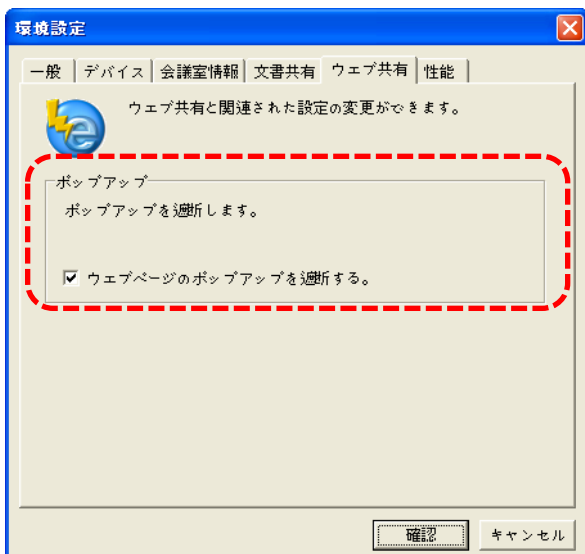 環境設定
一般 デバイス 会議室情報 文書共有 ウェブ共有 性能
ウェブ共有と関連された設定の変更ができます。
ポップアップ
ポップアップを遮断します。
ウェブページのポップアップを遮断する。
確認 キャンセル